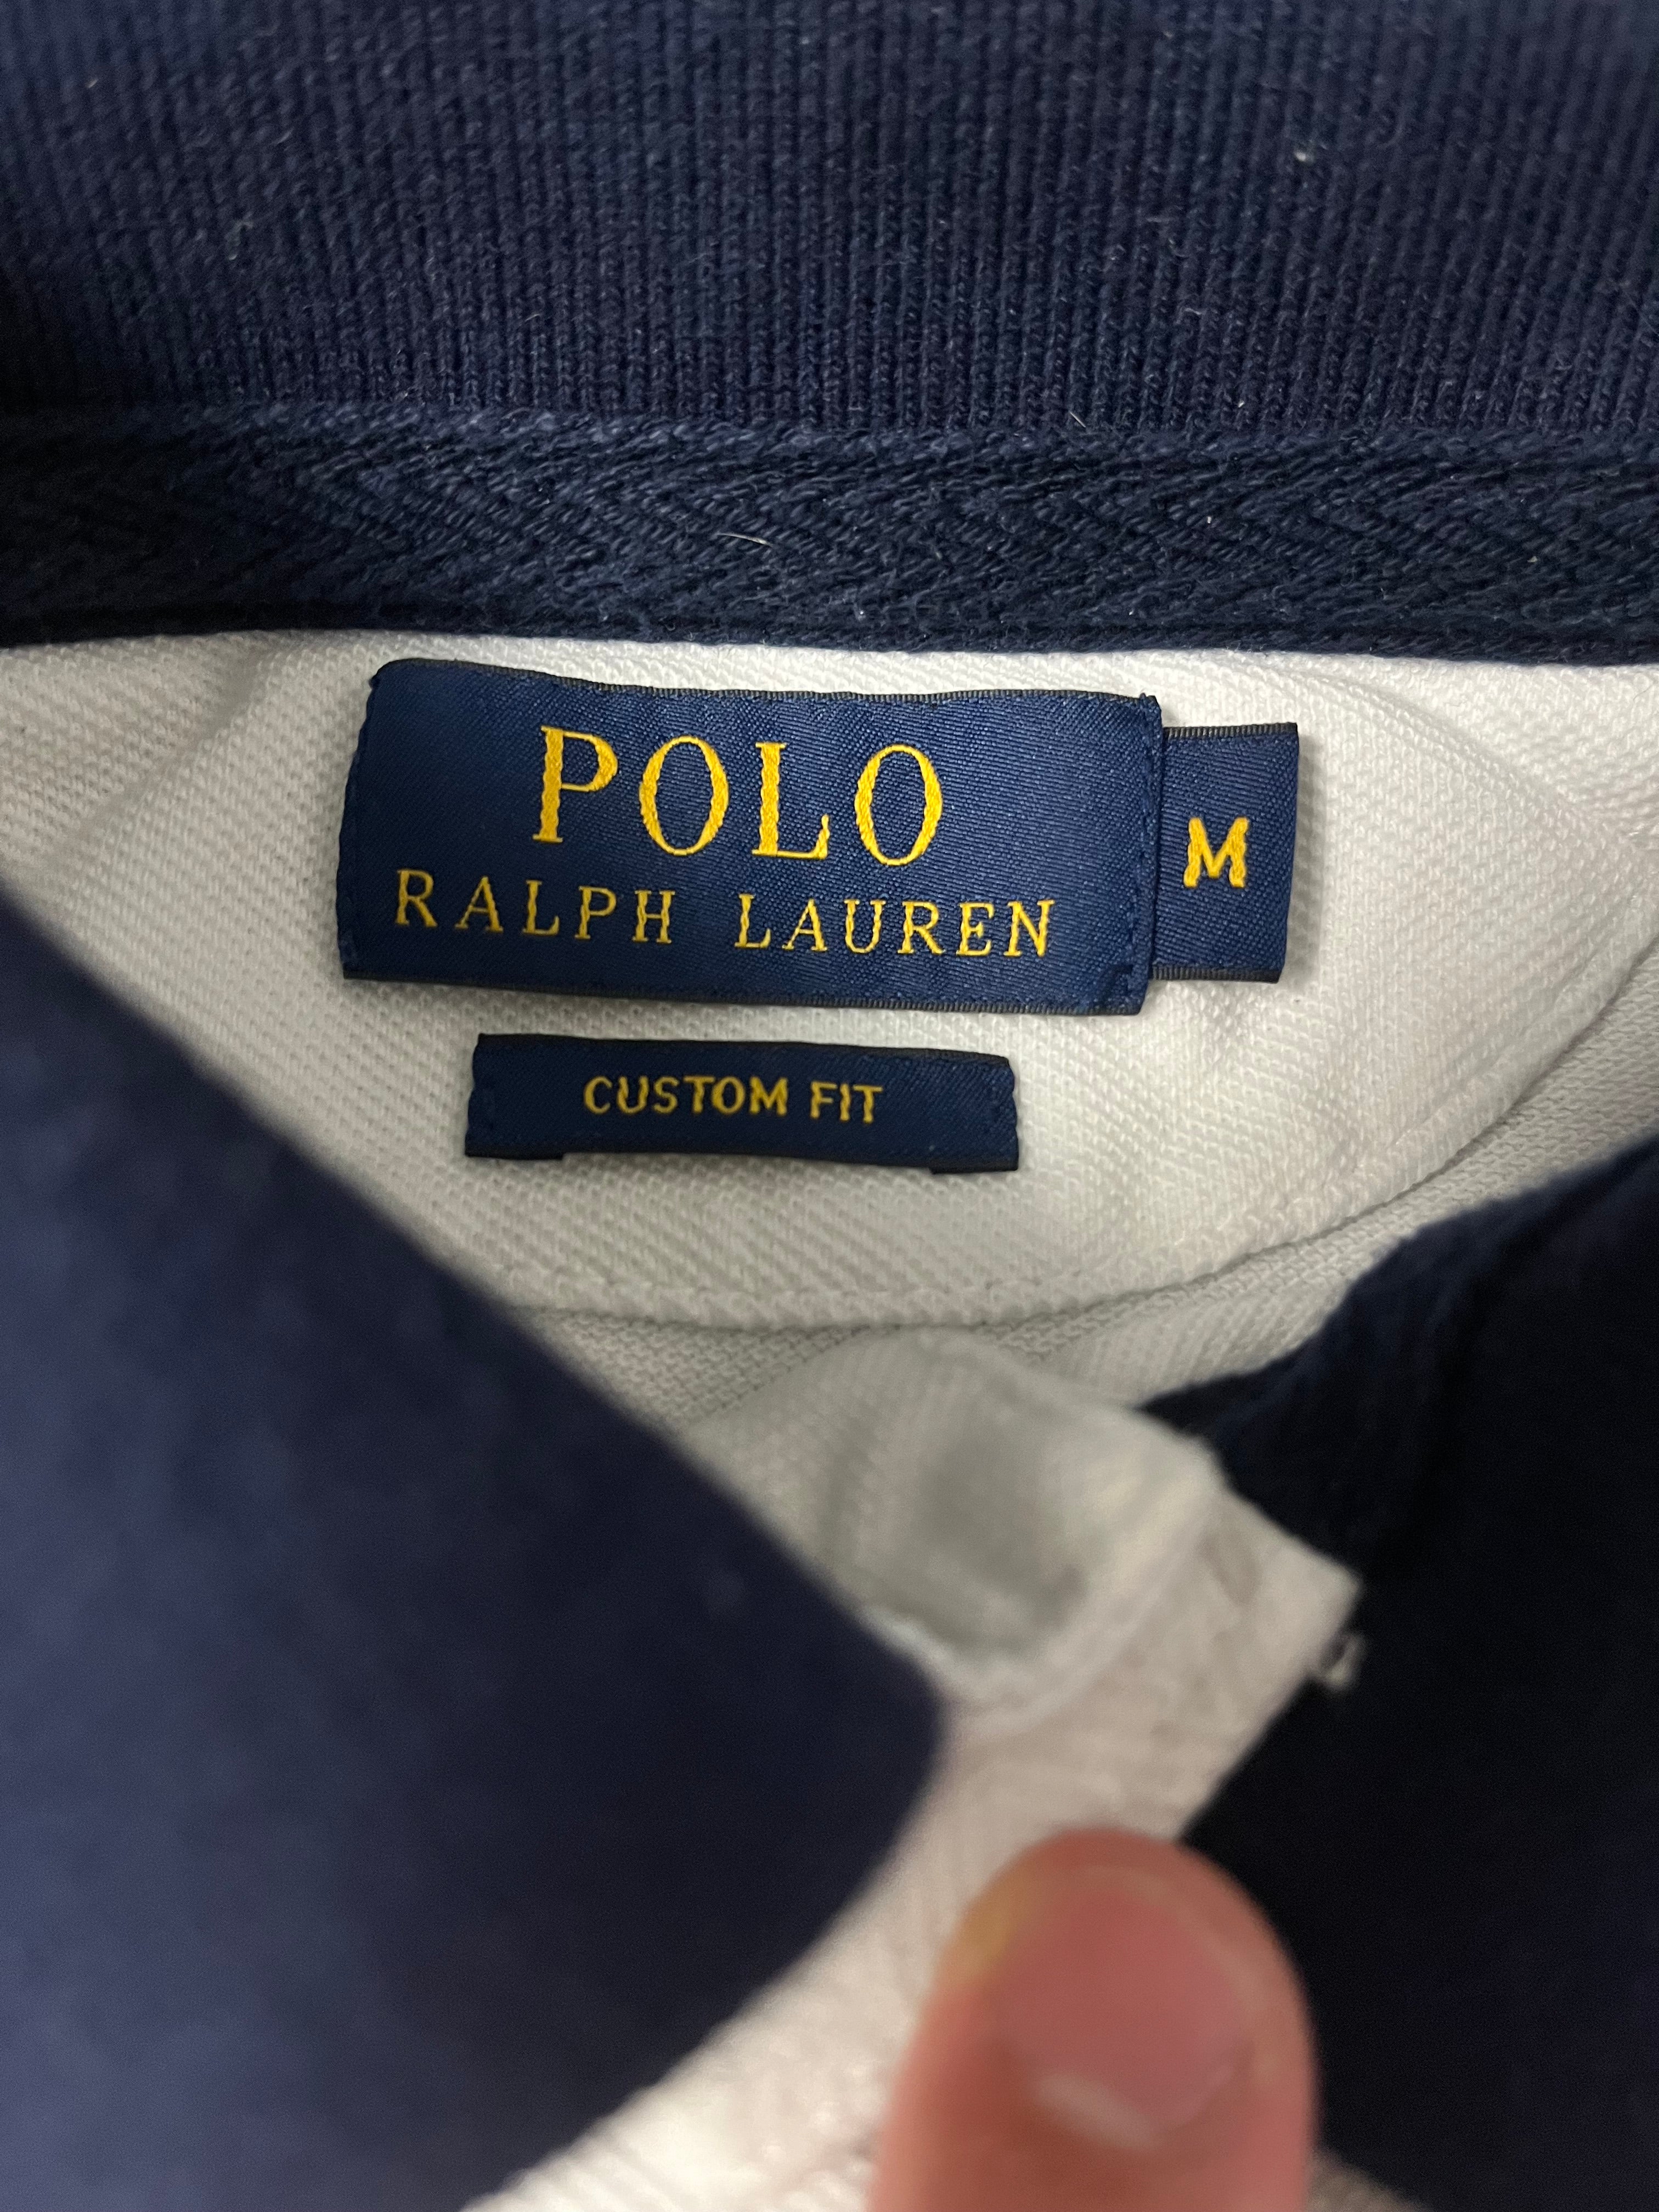 POLO
RALPH LAUREN
M
CUSTOM FIT